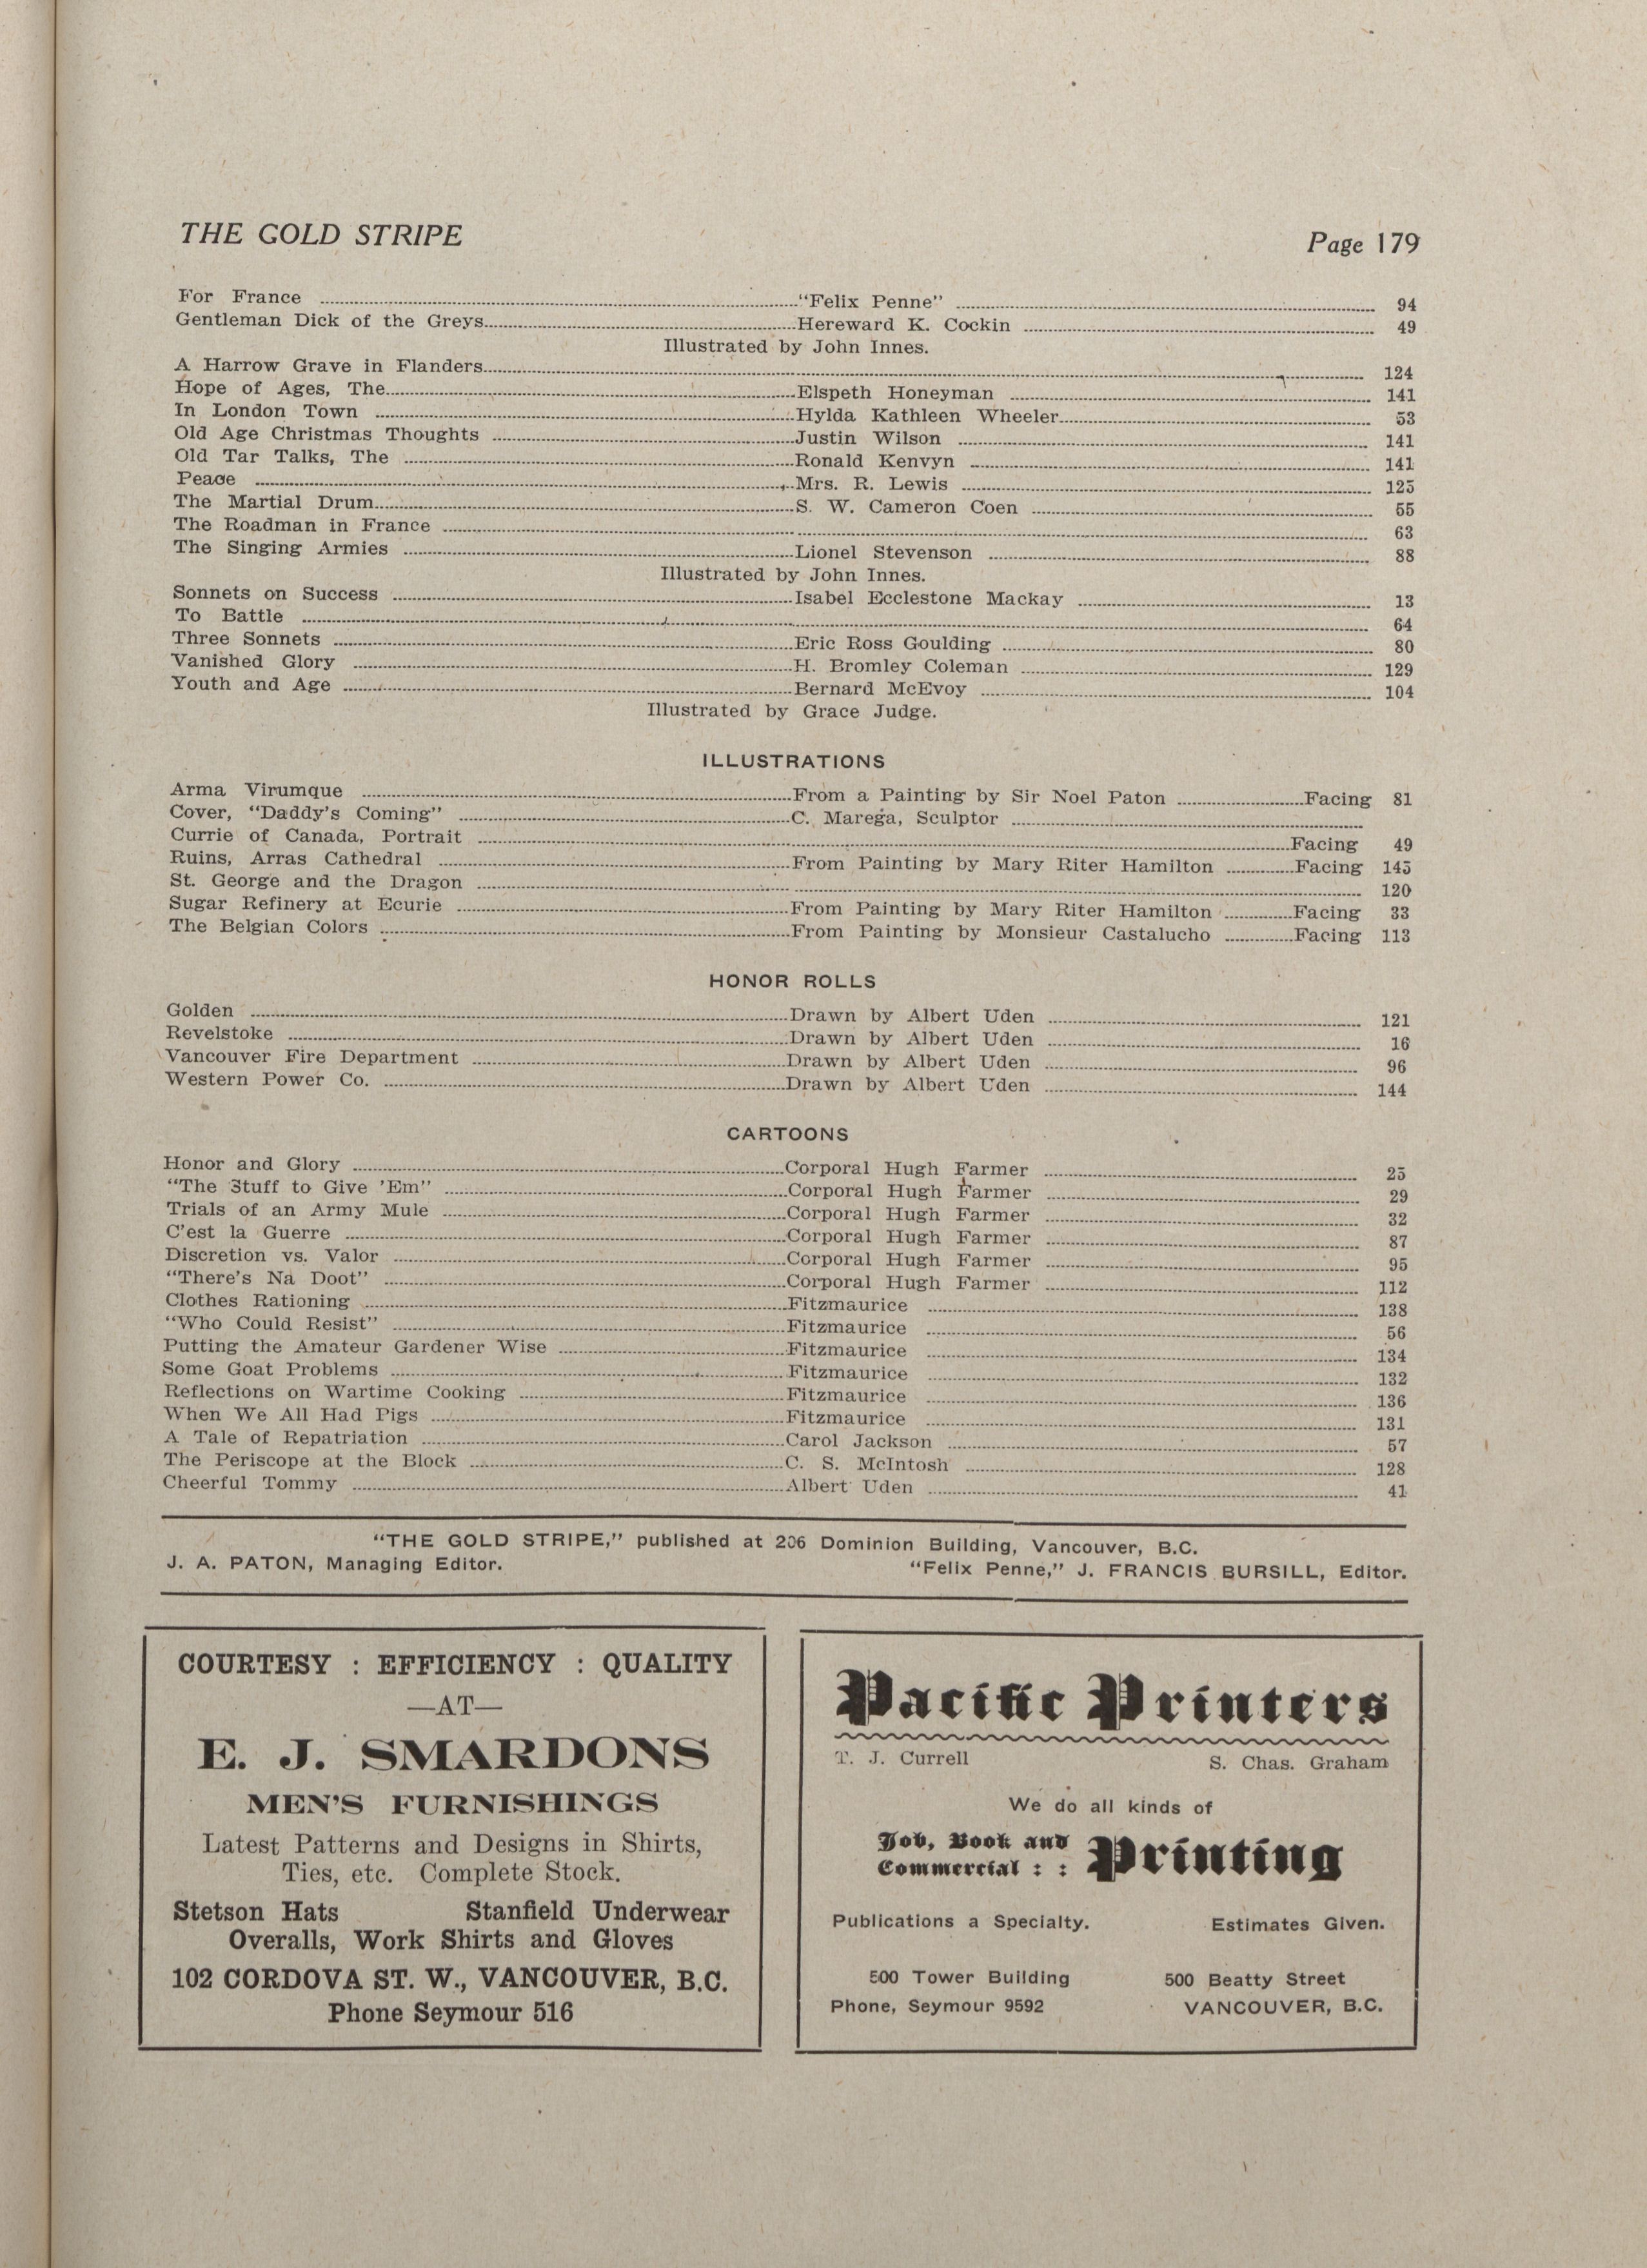 THE GOLD STRIPE Page 179
For France "Felix Penne" 94
Gentleman Dick of the Greys Hereward K. Cockin 49
Illustrated by John Innes.
A Harrow Grave in Flanders 124
Hope of Ages, The Elspeth Honeyman 141
In London Town Hylda Kathleen Wheeler 53
Old Age Christmas Thoughts Justin Wilson 141
Old Tar Talks, The Ronald Kenvyn 141
Peace Mrs. R. Lewis 125
The Martial Drum S. W. Cameron Coen 55
The Roadman in France 63
The Singing Armies Lionel Stevenson 88
Illustrated by John Innes.
Sonnets on Success Isabel Ecclestone Mackay 13
To Battle 64
Three Sonnets Eric Ross Goulding 80
Vanished Glory H. Bromley Coleman 129
Youth and Age Bernard McEvoy 104
Illustrated by Grace Judge.
ILLUSTRATIONS
Arma Virumque From a Painting by Sir Noel Paton Facing 81
Cover, "Daddy's Coming" C. Marega, Sculptor
Currie of Canada, Portrait Facing 49
Ruins, Arras Cathedral From Painting by Mary Riter Hamilton Facing 145
St. George and the Dragon 120
Sugar Refinery at Ecurie From Painting by Mary Riter Hamilton Facing 33
The Belgian Colors From Painting by Monsieur Castalucho Facing 113
HONOR ROLLS
Golden Drawn by Albert Uden 121
Revelstoke Drawn by Albert Uden 16
Vancouver Fire Department Drawn by Albert Uden 96
Western Power Co. Drawn by Albert Uden 144
CARTOONS
Honor and Glory Corporal Hugh Farmer 25
"The Stuff to Give 'Em" Corporal Hugh Farmer 29
Trials of an Army Mule Corporal Hugh Farmer 32
C'est la Guerre Corporal Hugh Farmer 87
Discretion vs. Valor Corporal Hugh Farmer 95
"There's Na Doot" Corporal Hugh Farmer 112
Clothes Rationing Fitzmaurice 138
"Who Could Resist" Fitzmaurice 56
Putting the Amateur Gardener Wise Fitzmaurice 134
Some Goat Problems Fitzmaurice 132
Reflections on Wartime Cooking Fitzmaurice 136
When We All Had Pigs Fitzmaurice 131
A Tale of Repatriation Carol Jackson 57
The Periscope at the Block C. S. McIntosh 128
Cheerful Tommy Albert Uden 41
"THE GOLD STRIPE," published at 206 Dominion Building, Vancouver, B.C.
J. A. PATON, Managing Editor. "Felix Penne," J. FRANCIS BURSILL, Editor.
COURTESY : EFFICIENCY : QUALITY
—AT—
E. J. SMARDONS
MEN'S FURNISHINGS
Latest Patterns and Designs in Shirts,
Ties, etc. Complete Stock.
Stetson Hats Stanfield Underwear
Overalls, Work Shirts and Gloves
102 CORDOVA ST. W., VANCOUVER, B.C.
Phone Seymour 516
Pacific Printers
T. J. Currell S. Chas. Graham
We do all kinds of
Job, Book and
Commercial : : Printing
Publications a Specialty. Estimates Given.
500 Tower Building 500 Beatty Street
Phone, Seymour 9592 VANCOUVER, B.C.